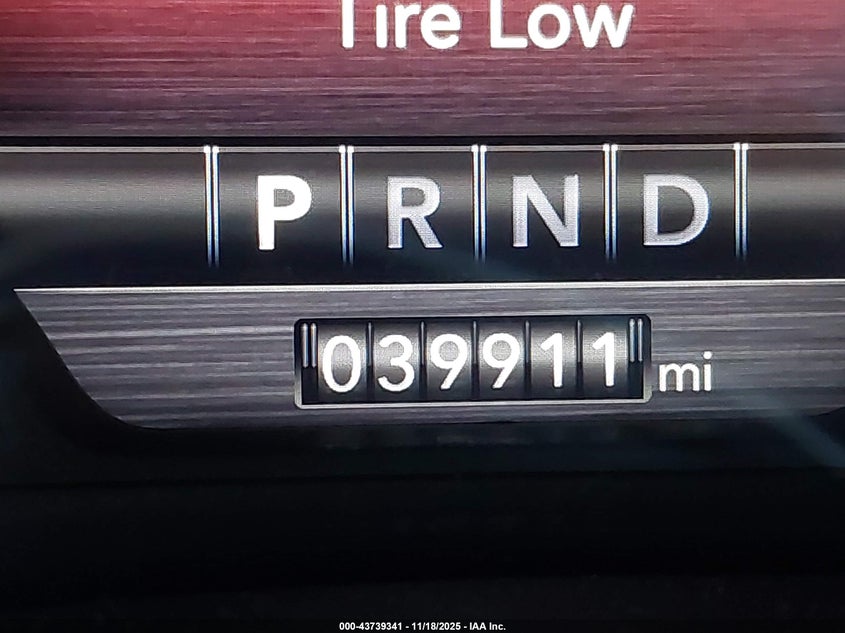 Tire Low
P R N D
039911 mi
000-43739341 - 11/18/2025 - IAA Inc.